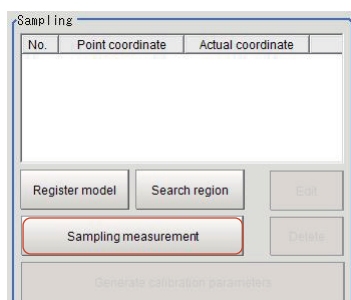 Sampling
No. Point coordinate Actual coordinate
Register model Search region Edit
Sampling measurement Delete
Generate calibration parameters